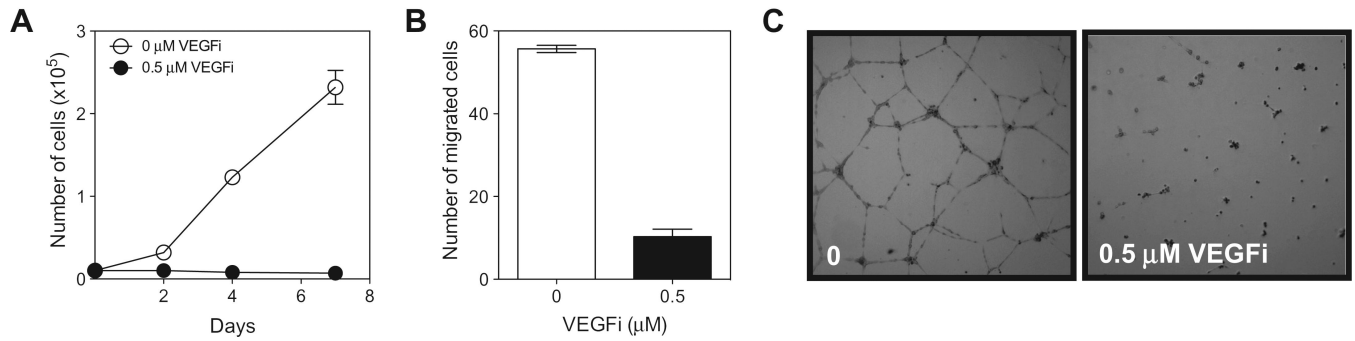 A
B
C
0 μM VEGFi
0.5 μM VEGFi
Number of cells (x10⁵)
3
2
1
0
2
4
6
8
Days
Number of migrated cells
60
40
20
0
0
0.5
VEGFi (μM)
0
0.5 μM VEGFi